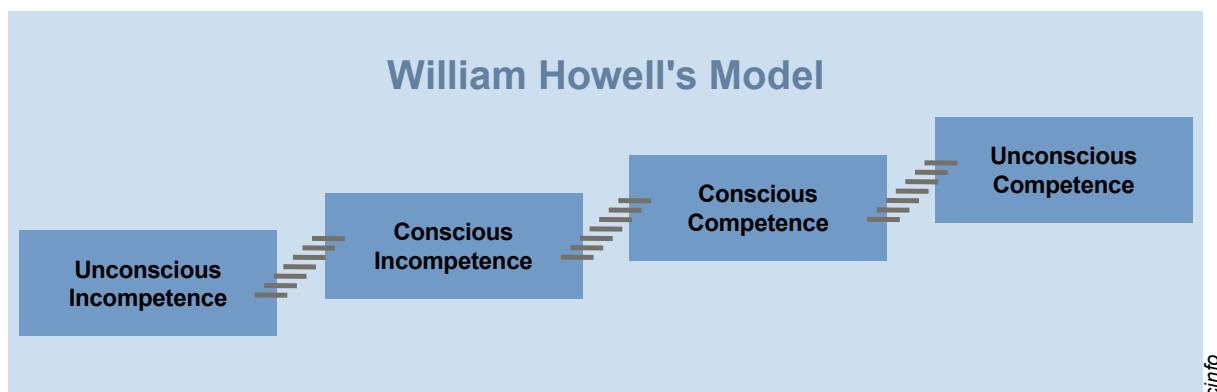 William Howell's Model
Unconscious
Incompetence
Conscious
Incompetence
Conscious
Competence
Unconscious
Competence